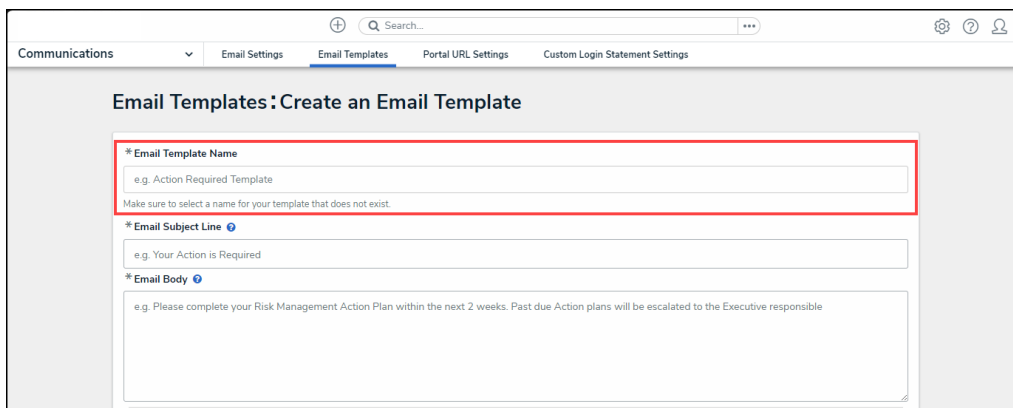 Search...
Communications
Email Settings
Email Templates
Portal URL Settings
Custom Login Statement Settings
Email Templates: Create an Email Template
* Email Template Name
e.g. Action Required Template
Make sure to select a name for your template that does not exist.
* Email Subject Line ?
e.g. Your Action is Required
* Email Body ?
e.g. Please complete your Risk Management Action Plan within the next 2 weeks. Past due Action plans will be escalated to the Executive responsible